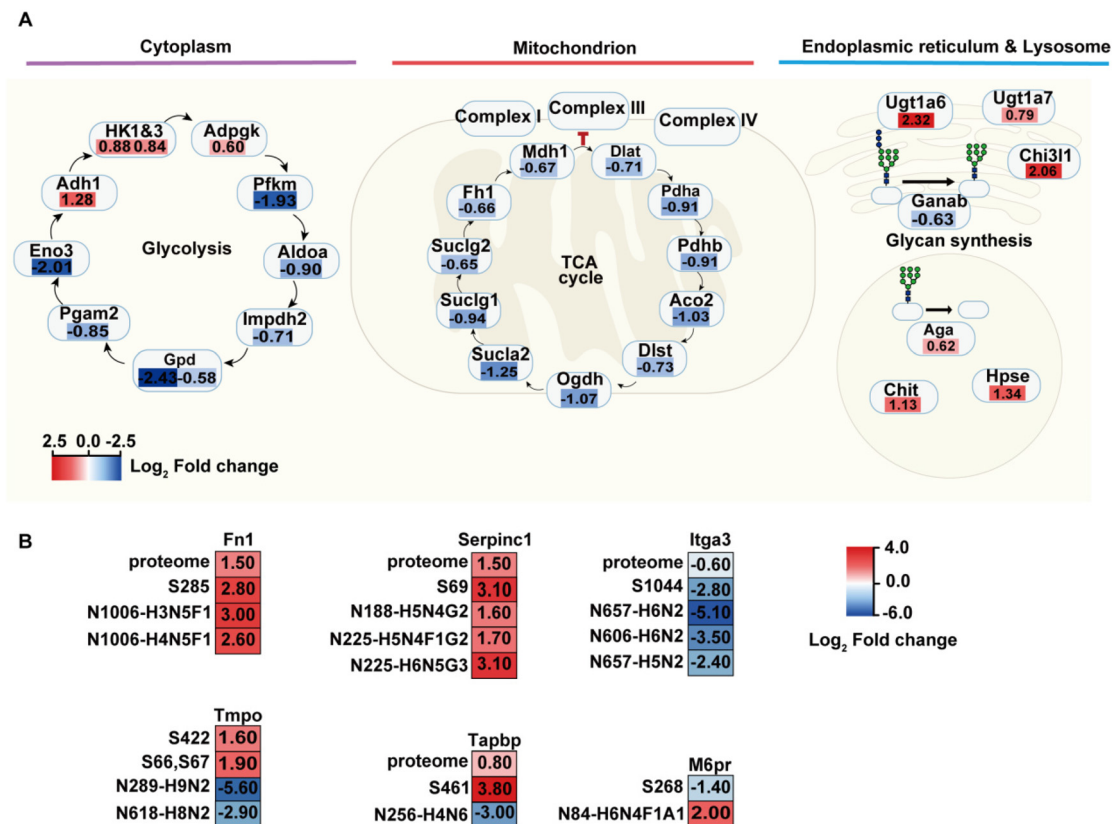 A
Cytoplasm
Mitochondrion
Endoplasmic reticulum & Lysosome
HK1&3
0.88 0.84
Adpgk
0.60
Pfkm
-1.93
Aldoa
-0.90
Impdh2
-0.71
Gpd
-2.43 -0.58
Pgam2
-0.85
Eno3
-2.01
Adh1
1.28
Glycolysis
2.5 0.0 -2.5
Log2 Fold change
Complex I
Complex III
Complex IV
Mdh1
-0.67
Dlat
-0.71
Pdha
-0.91
Pdhb
-0.91
Aco2
-1.03
Dlst
-0.73
Ogdh
-1.07
Sucla2
-1.25
Suclg1
-0.94
Suclg2
-0.65
Fh1
-0.66
TCA
cycle
Ugt1a6
2.32
Ugt1a7
0.79
Chi3l1
2.06
Ganab
-0.63
Glycan synthesis
Aga
0.62
Chit
1.13
Hpse
1.34
B
Fn1
proteome 1.50
S285 2.80
N1006-H3N5F1 3.00
N1006-H4N5F1 2.60
Serpinc1
proteome 1.50
S69 3.10
N188-H5N4G2 1.60
N225-H5N4F1G2 1.70
N225-H6N5G3 3.10
Itga3
proteome -0.60
S1044 -2.80
N657-H6N2 -5.10
N606-H6N2 -3.50
N657-H5N2 -2.40
4.0
0.0
-6.0
Log2 Fold change
Tmpo
S422 1.60
S66,S67 1.90
N289-H9N2 -5.60
N618-H8N2 -2.90
Tapbp
proteome 0.80
S461 3.80
N256-H4N6 -3.00
M6pr
S268 -1.40
N84-H6N4F1A1 2.00